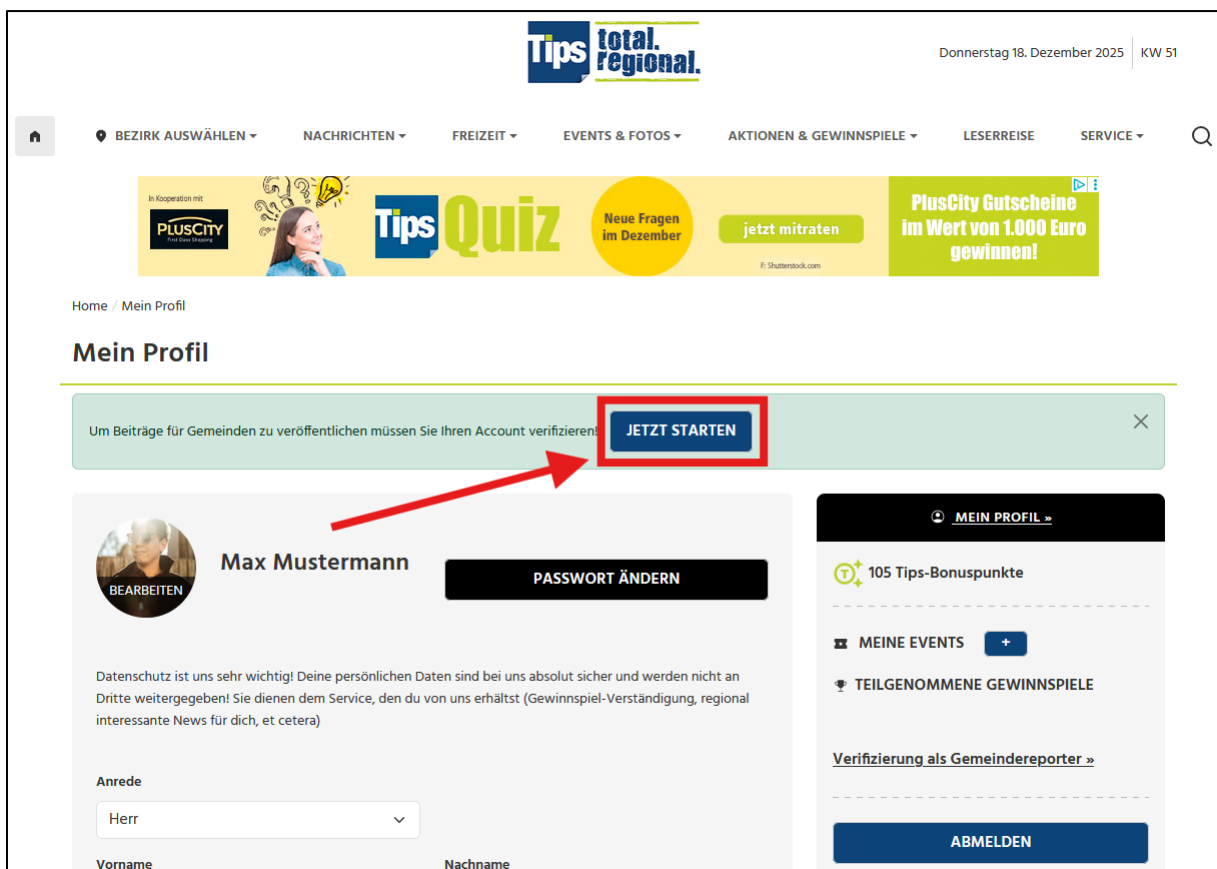 Tips total.
regional.
Donnerstag 18. Dezember 2025 KW 51
BEZIRK AUSWÄHLEN NACHRICHTEN FREIZEIT EVENTS & FOTOS AKTIONEN & GEWINNSPIELE LESERREISE SERVICE
In Kooperation mit
PLUSCITY
First Class Shopping
Tips Quiz
Neue Fragen
im Dezember
jetzt mitraten
F: Shutterstock.com
PlusCity Gutscheine
im Wert von 1.000 Euro
gewinnen!
Home / Mein Profil
Mein Profil
Um Beiträge für Gemeinden zu veröffentlichen müssen Sie Ihren Account verifizieren! JETZT STARTEN
BEARBEITEN
Max Mustermann
PASSWORT ÄNDERN
Datenschutz ist uns sehr wichtig! Deine persönlichen Daten sind bei uns absolut sicher und werden nicht an
Dritte weitergegeben! Sie dienen dem Service, den du von uns erhältst (Gewinnspiel-Verständigung, regional
interessante News für dich, et cetera)
Anrede
Herr
Vorname Nachname
MEIN PROFIL »
105 Tips-Bonuspunkte
MEINE EVENTS +
TEILGENOMMENE GEWINNSPIELE
Verifizierung als Gemeindereporter »
ABMELDEN